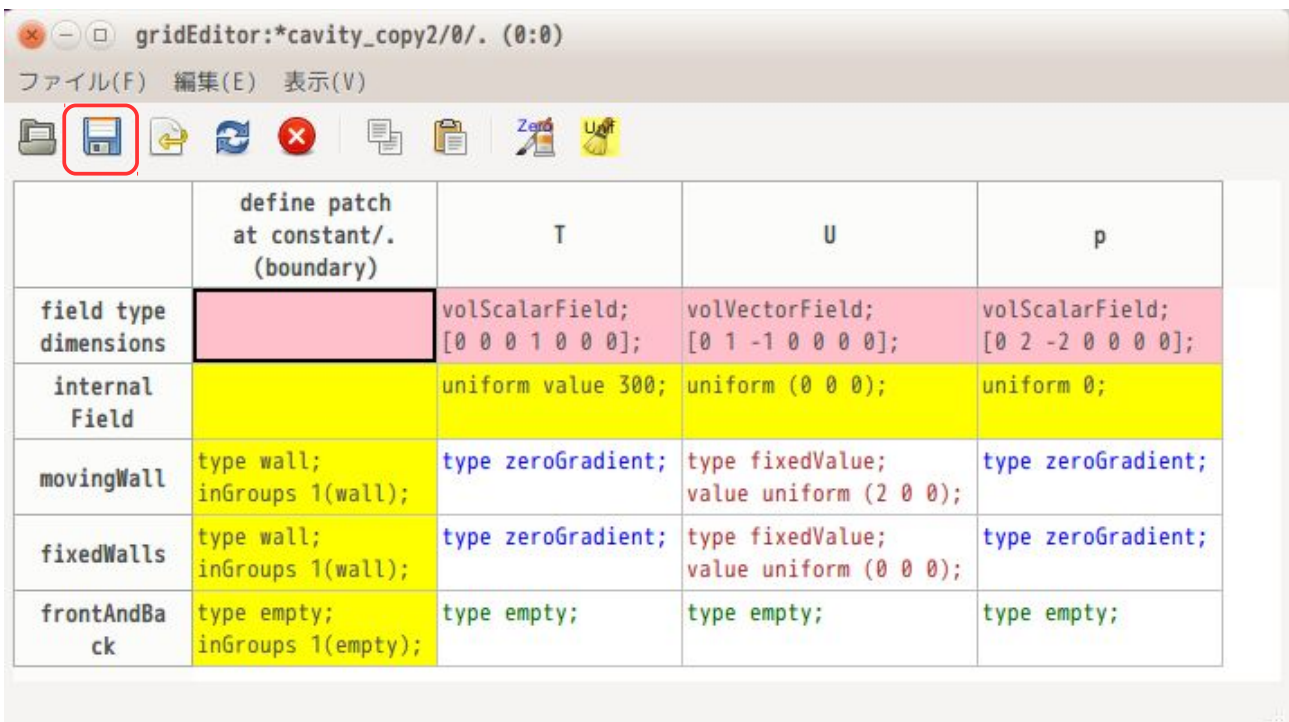 gridEditor:*cavity_copy2/0/. (0:0)
ファイル(F) 編集(E) 表示(V)
Zero Unif
define patch
at constant/.
(boundary)
T
U
p
field type
dimensions
volScalarField;
[0 0 0 1 0 0 0];
volVectorField;
[0 1 -1 0 0 0 0];
volScalarField;
[0 2 -2 0 0 0 0];
internal
Field
uniform value 300;
uniform (0 0 0);
uniform 0;
movingWall
type wall;
inGroups 1(wall);
type zeroGradient;
type fixedValue;
value uniform (2 0 0);
type zeroGradient;
fixedWalls
type wall;
inGroups 1(wall);
type zeroGradient;
type fixedValue;
value uniform (0 0 0);
type zeroGradient;
frontAndBa
ck
type empty;
inGroups 1(empty);
type empty;
type empty;
type empty;